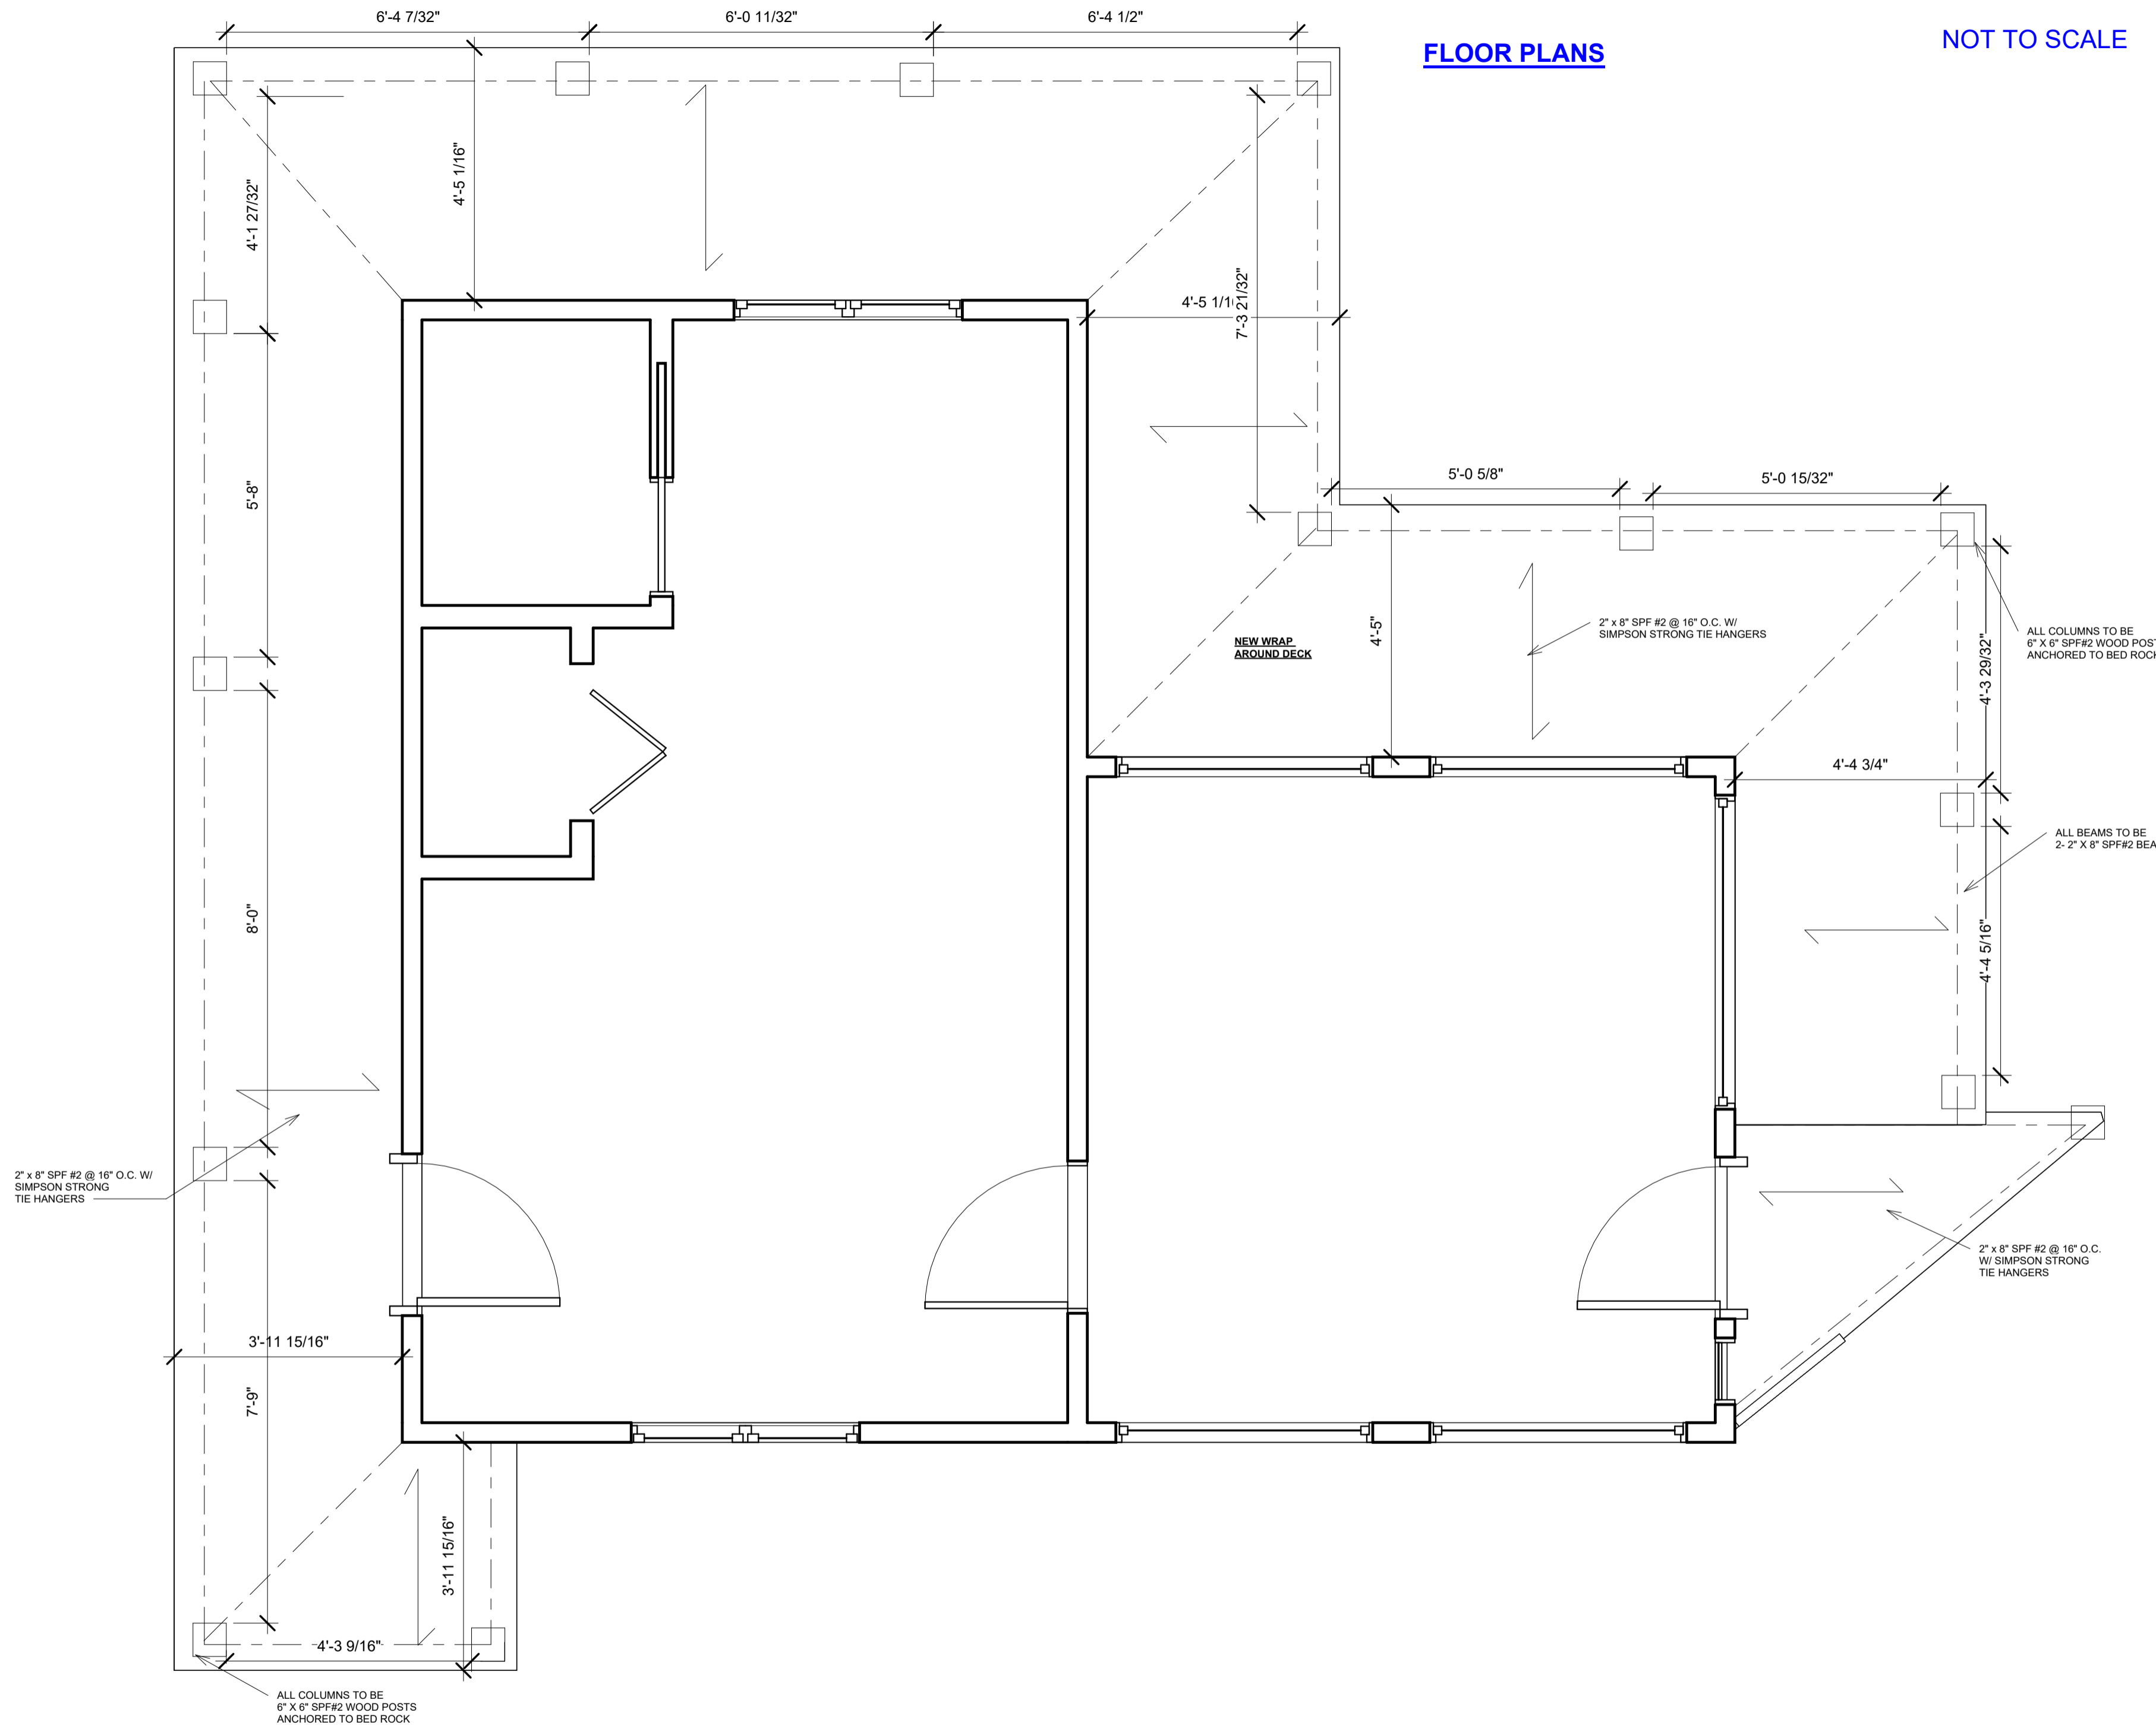 6'-4 7/32"
6'-0 11/32"
6'-4 1/2"
FLOOR PLANS
NOT TO SCALE
4'-1 27/32"
4'-5 1/16"
4'-5 1/1
7'-3 21/32"
5'-8"
5'-0 5/8"
5'-0 15/32"
NEW WRAP
AROUND DECK
4'-5"
2" x 8" SPF #2 @ 16" O.C. W/
SIMPSON STRONG TIE HANGERS
ALL COLUMNS TO BE
6" X 6" SPF#2 WOOD POS
ANCHORED TO BED ROC
4'-3 29/32"
4'-4 3/4"
ALL BEAMS TO BE
2- 2" X 8" SPF#2 BEA
8'-0"
4'-4 5/16"
2" x 8" SPF #2 @ 16" O.C. W/
SIMPSON STRONG
TIE HANGERS
2" x 8" SPF #2 @ 16" O.C.
W/ SIMPSON STRONG
TIE HANGERS
3'-11 15/16"
7'-9"
3'-11 15/16"
4'-3 9/16"
ALL COLUMNS TO BE
6" X 6" SPF#2 WOOD POSTS
ANCHORED TO BED ROCK